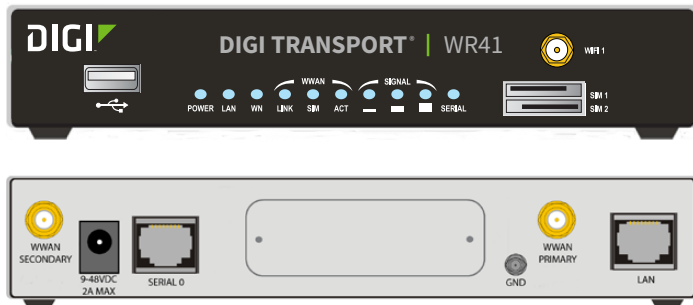 DIGI
DIGI TRANSPORT® | WR41
WIFI 1
WWAN
SIGNAL
POWER LAN WN LINK SIM ACT SERIAL
SIM 1
SIM 2
WWAN
SECONDARY
9-48VDC
2A MAX
SERIAL 0
GND
WWAN
PRIMARY
LAN